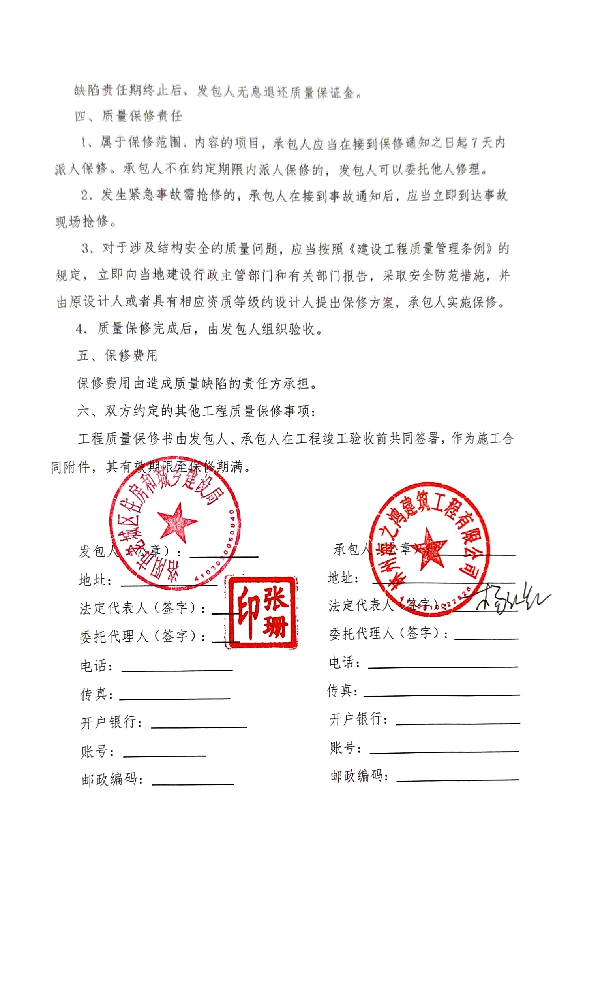 缺陷责任期终止后，发包人无息退还质量保证金。
四、质量保修责任
1、属于保修范围、内容的项目，承包人应当在接到保修通知之日起7天内
派人保修。承包人不在约定期限内派人保修的，发包人可以委托他人修理。
2、发生紧急事故需抢修的，承包人在接到事故通知后，应当立即到达事故
现场抢修。
3、对于涉及结构安全的质量问题，应当按照《建设工程质量管理条例》的
规定，立即向当地建设行政主管部门和有关部门报告，采取安全防范措施，并
由原设计人或者具有相应资质等级的设计人提出保修方案，承包人实施保修。
4、质量保修完成后，由发包人组织验收。
五、保修费用
保修费用由造成质量缺陷的责任方承担。
六、双方约定的其他工程质量保修事项：
工程质量保修书由发包人、承包人在工程竣工验收前共同签署，作为施工合
同附件，其有效期限至保修期满。
洛阳市老城区住房和城乡建设局
4103020060840
州海之鸿建筑工程有限公司
发包人（公章）：
承包人（公章）：
地址：
地址：
法定代表人（签字）：
张珊印
法定代表人（签字）：
委托代理人（签字）：
委托代理人（签字）：
电话：
电话：
传真：
传真：
开户银行：
开户银行：
账号：
账号：
邮政编码：
邮政编码：